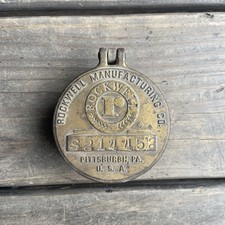 ROCKWELL MANUFACTURING CO.
ROCKWELL
r
PITTSBURGH, PA.
U. S. A.